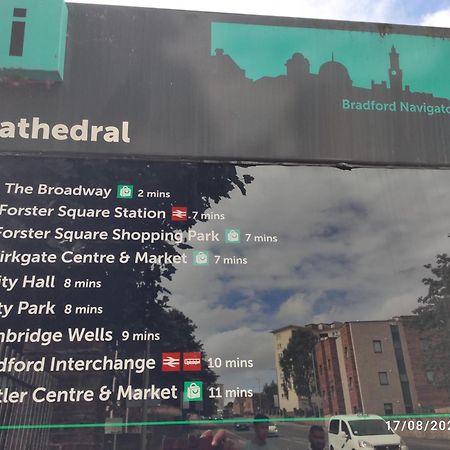 i
Bradford Navigato
athedral
The Broadway 2 mins
Forster Square Station 7 mins
Forster Square Shopping Park 7 mins
irkgate Centre & Market 7 mins
ity Hall 8 mins
ty Park 8 mins
nbridge Wells 9 mins
dford Interchange 10 mins
tler Centre & Market 11 mins
17/08/202